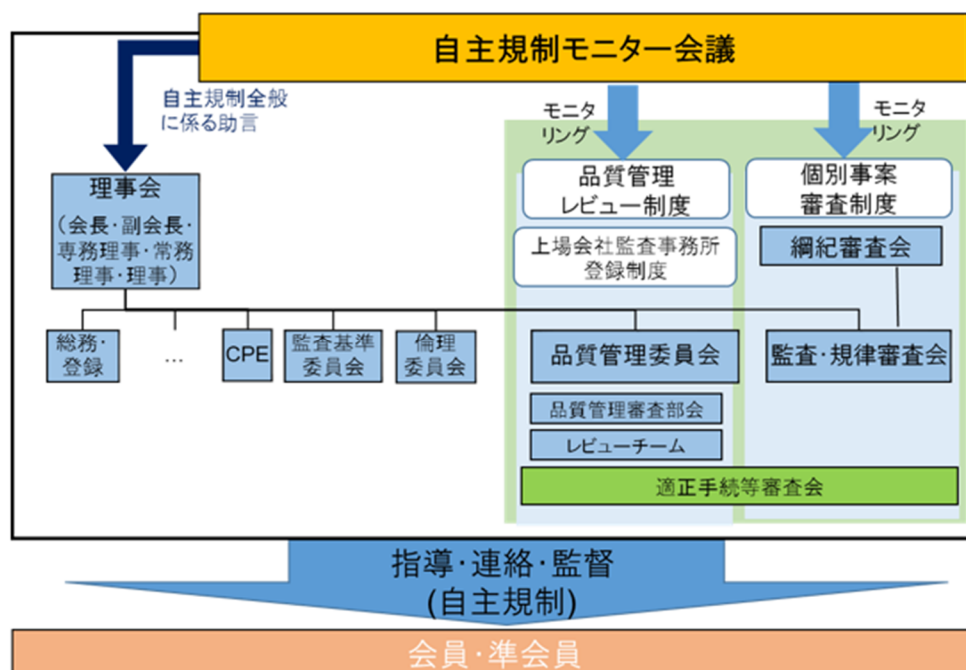 自主規制モニター会議
自主規制全般
に係る助言
モニタ
リング
モニタ
リング
理事会
(会長・副会長・
専務理事・常務
理事・理事)
品質管理
レビュー制度
個別事案
審査制度
上場会社監査事務所
登録制度
綱紀審査会
総務・
登録
…
CPE
監査基準
委員会
倫理
委員会
品質管理委員会
監査・規律審査会
品質管理審査部会
レビューチーム
適正手続等審査会
指導・連絡・監督
(自主規制)
会員・準会員